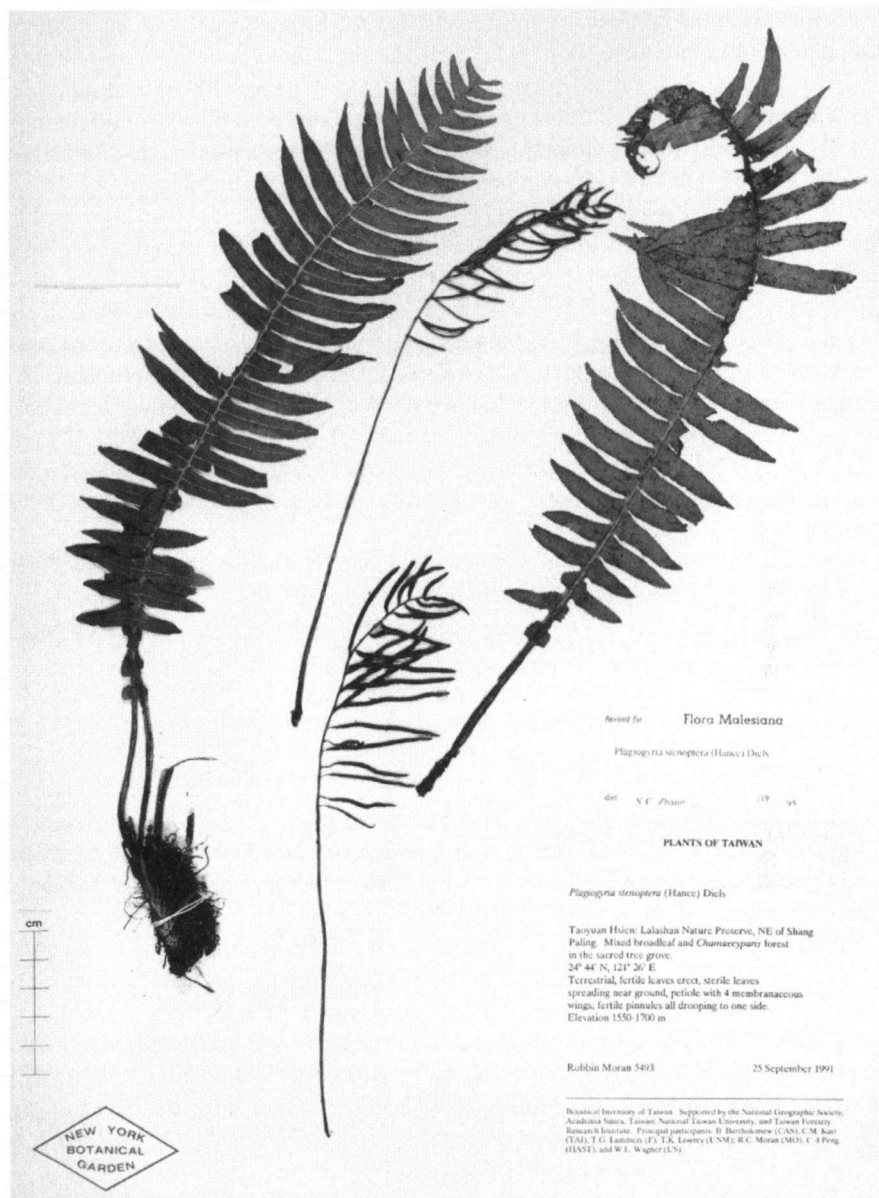 Revised for Flora Malesiana
Plagiogyria stenoptera (Hance) Diels
det. X.C. Zhang 19 95
PLANTS OF TAIWAN
Plagiogyria stenoptera (Hance) Diels
Taoyuan Hsien: Lalashan Nature Preserve, NE of Shang
Paling. Mixed broadleaf and Chamaecyparis forest
in the sacred tree grove.
24° 44' N, 121° 26' E
Terrestrial, fertile leaves erect, sterile leaves
spreading near ground, petiole with 4 membranaceous
wings; fertile pinnules all drooping to one side.
Elevation 1550-1700 m
Robbin Moran 5493 25 September 1991
Botanical Inventory of Taiwan. Supported by the National Geographic Society;
Academia Sinica, Taiwan; National Taiwan University; and Taiwan Forestry
Research Institute. Principal participants: B. Bartholomew (CAS), C.M. Kuo
(TAI), T.G. Lammers (F), T.K. Lowrey (UNM), R.C. Moran (MO), C-I Peng
(HAST), and W.L. Wagner (US).
cm
NEW YORK
BOTANICAL
GARDEN